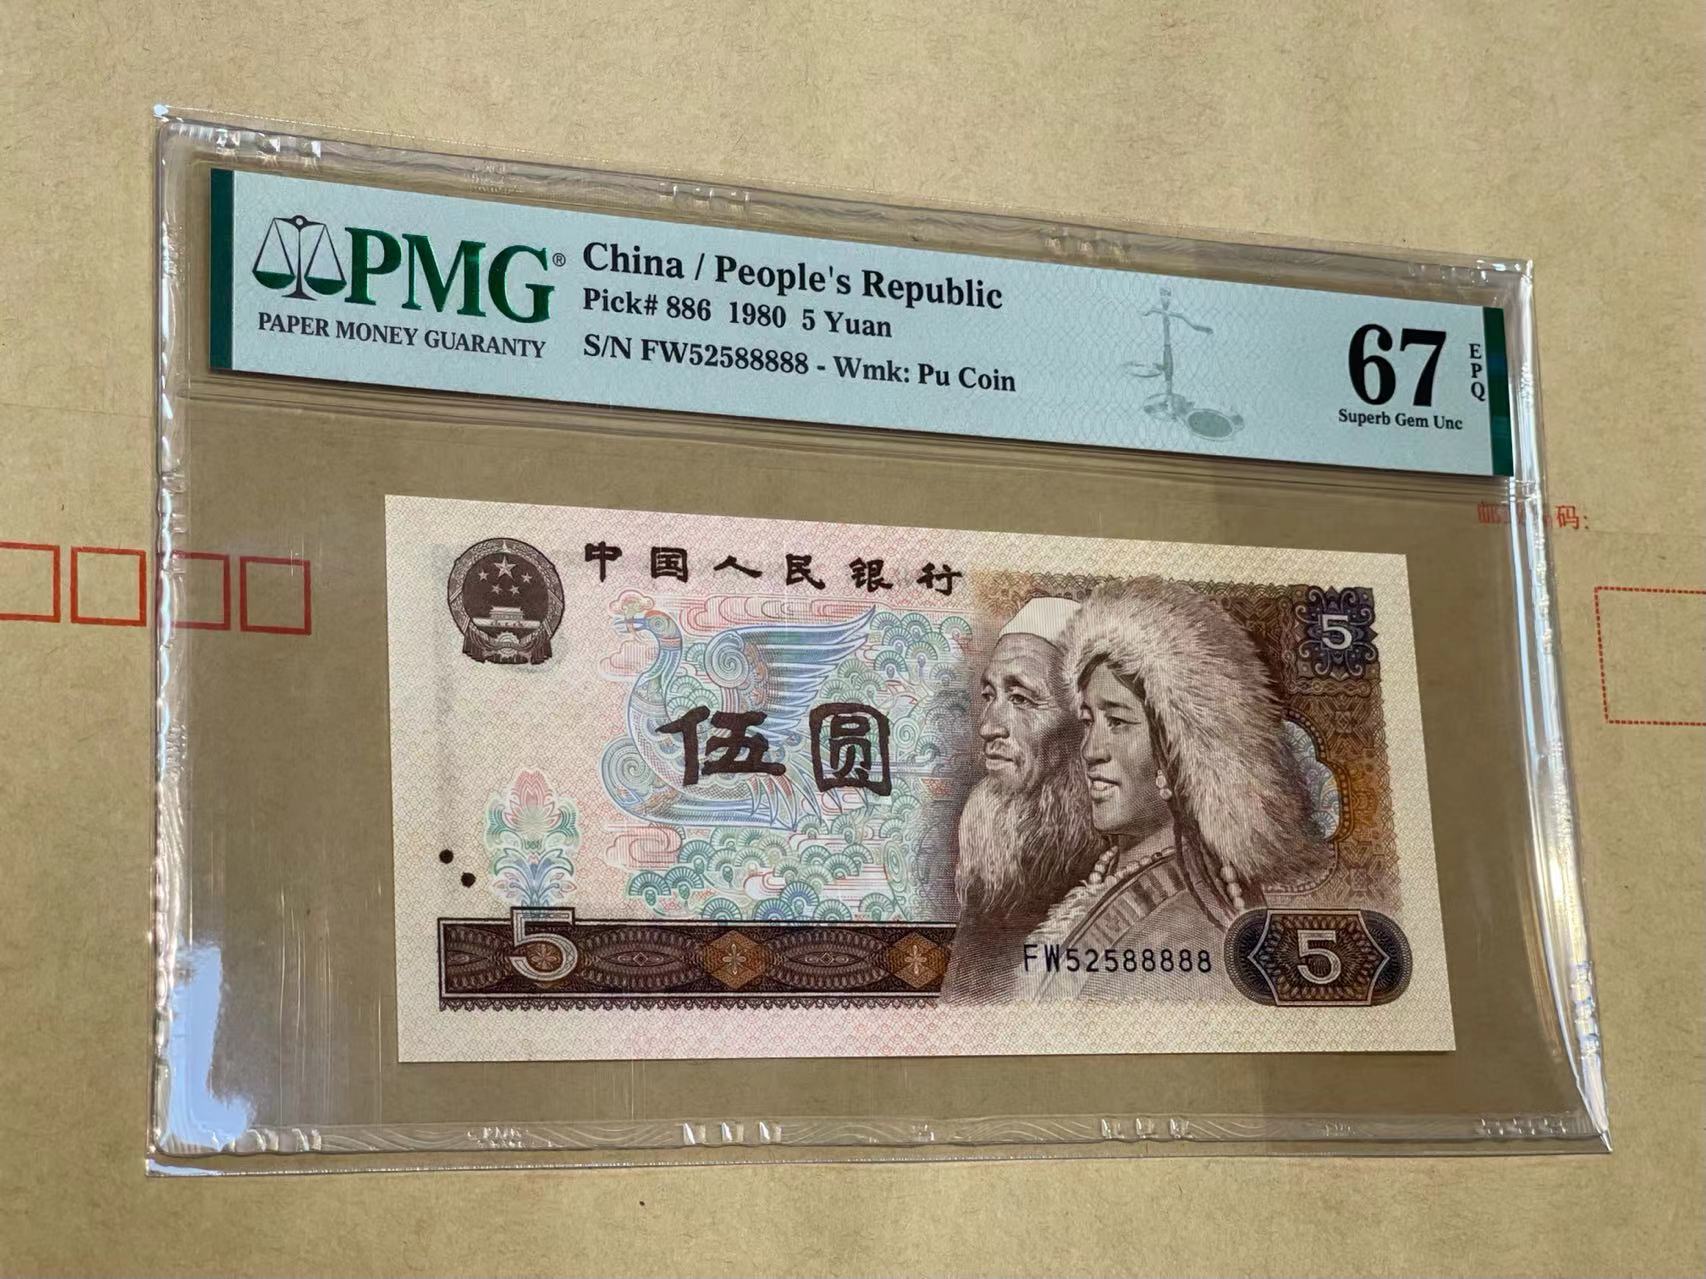 PMG®
PAPER MONEY GUARANTY
China / People's Republic
Pick# 886 1980 5 Yuan
S/N FW52588888 - Wmk: Pu Coin
67
EPQ
Superb Gem Unc
码:
中国人民银行
5
伍圆
5
FW52588888
5